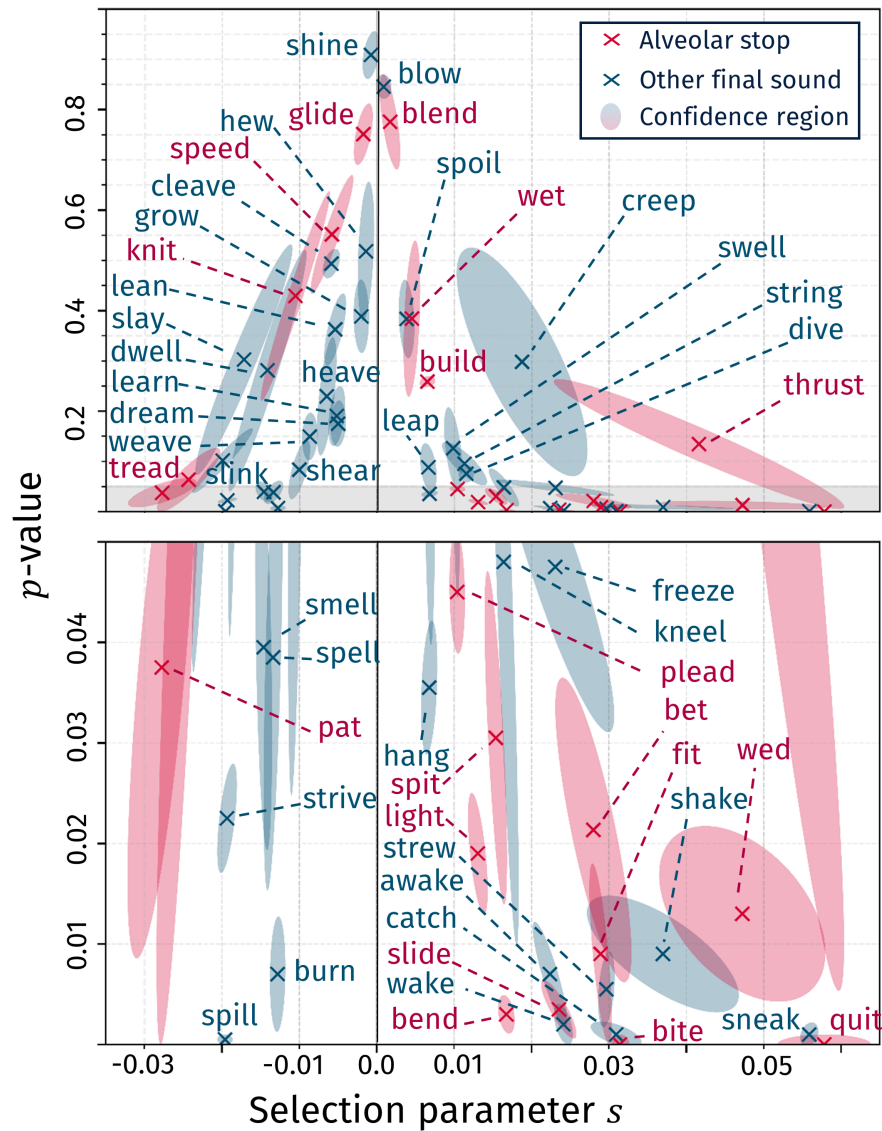 shine
blow
Alveolar stop
Other final sound
Confidence region
0.8
hew
glide
blend
speed
spoil
cleave
wet
creep
0.6
grow
knit
swell
lean
string
0.4
slay
dive
dwell
heave
build
learn
thrust
0.2
dream
leap
weave
tread
slink
shear
p-value
smell
freeze
0.04
spell
kneel
plead
pat
bet
0.03
hang
fit
wed
spit
strive
shake
light
0.02
strew
awake
catch
slide
0.01
burn
wake
spill
bend
bite
sneak
quit
-0.03
-0.01
0.0
0.01
0.03
0.05
Selection parameter s